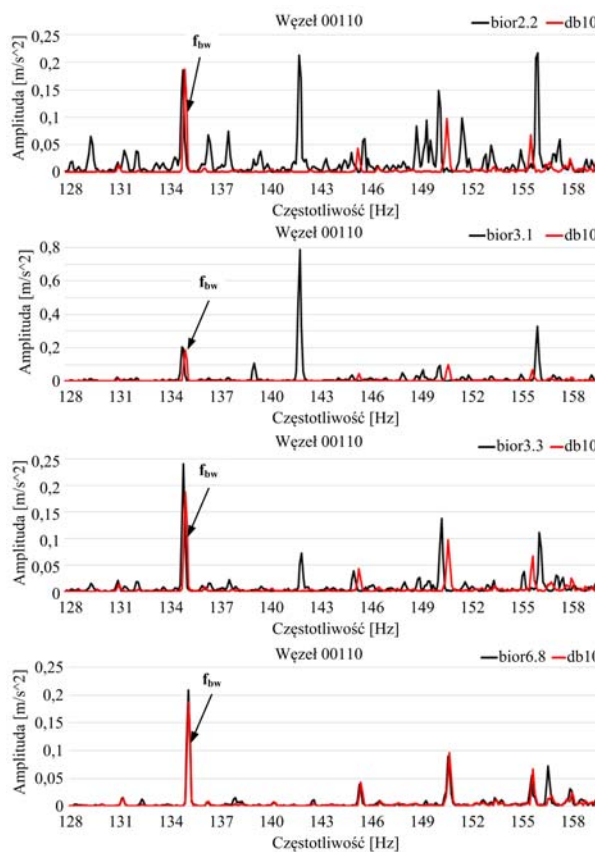 Węzeł 00110
bior2.2 db10
f_bw
Amplituda [m/s^2]
0,25
0,2
0,15
0,1
0,05
0
128 131 134 137 140 143 146 149 152 155 158
Częstotliwość [Hz]
Węzeł 00110
bior3.1 db10
f_bw
Amplituda [m/s^2]
0,8
0,6
0,4
0,2
0
128 131 134 137 140 143 146 149 152 155 158
Częstotliwość [Hz]
Węzeł 00110
bior3.3 db10
f_bw
Amplituda [m/s^2]
0,25
0,2
0,15
0,1
0,05
0
128 131 134 137 140 143 146 149 152 155 158
Częstotliwość [Hz]
Węzeł 00110
bior6.8 db10
f_bw
Amplituda [m/s^2]
0,25
0,2
0,15
0,1
0,05
0
128 131 134 137 140 143 146 149 152 155 158
Częstotliwość [Hz]